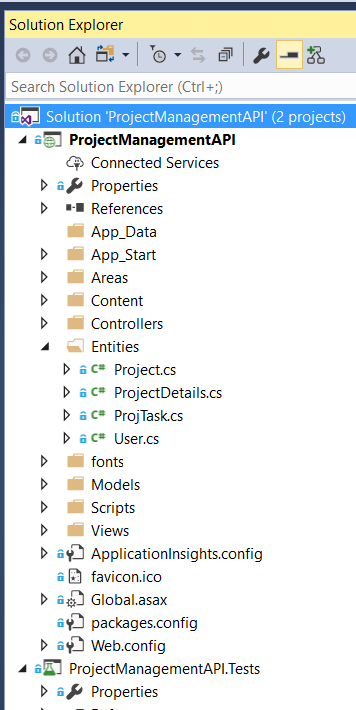 Solution Explorer
Search Solution Explorer (Ctrl+;)
Solution 'ProjectManagementAPI' (2 projects)
ProjectManagementAPI
Connected Services
Properties
References
App_Data
App_Start
Areas
Content
Controllers
Entities
C# Project.cs
C# ProjectDetails.cs
C# ProjTask.cs
C# User.cs
fonts
Models
Scripts
Views
ApplicationInsights.config
favicon.ico
Global.asax
packages.config
Web.config
ProjectManagementAPI.Tests
Properties